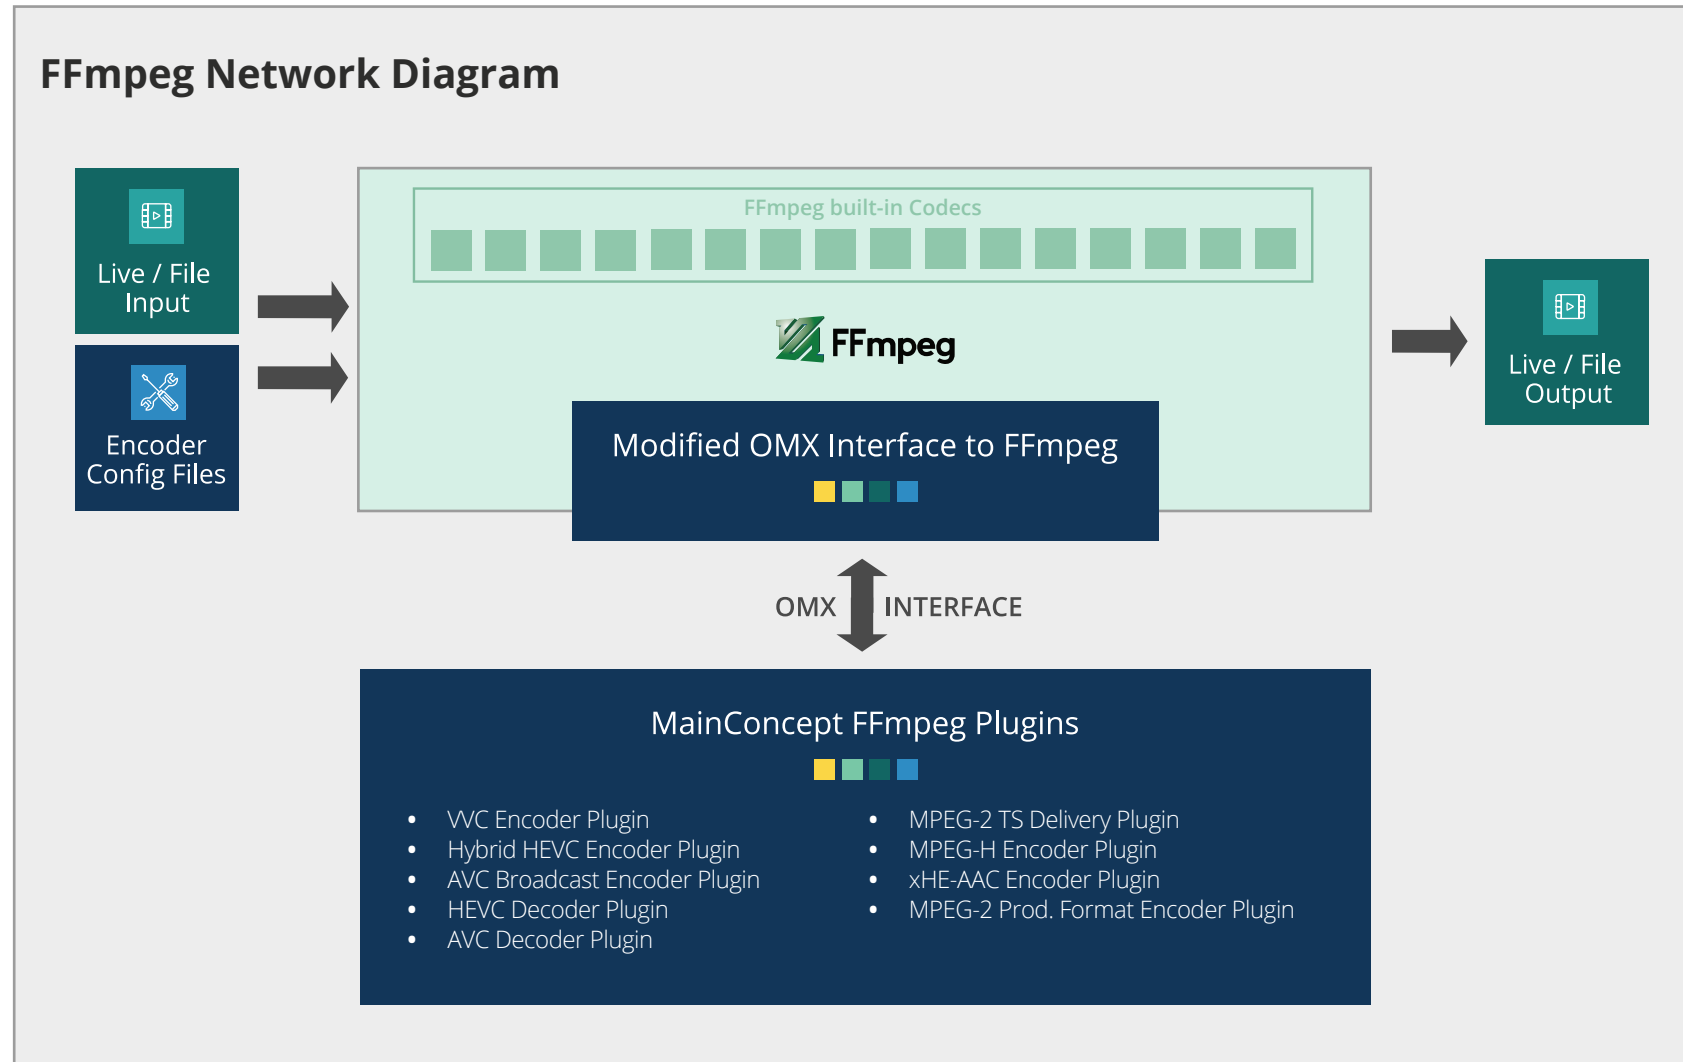 FFmpeg Network Diagram
Live / File
Input
Encoder
Config Files
FFmpeg built-in Codecs
FFmpeg
Modified OMX Interface to FFmpeg
Live / File
Output
OMX INTERFACE
MainConcept FFmpeg Plugins
• VVC Encoder Plugin
• Hybrid HEVC Encoder Plugin
• AVC Broadcast Encoder Plugin
• HEVC Decoder Plugin
• AVC Decoder Plugin
• MPEG-2 TS Delivery Plugin
• MPEG-H Encoder Plugin
• xHE-AAC Encoder Plugin
• MPEG-2 Prod. Format Encoder Plugin